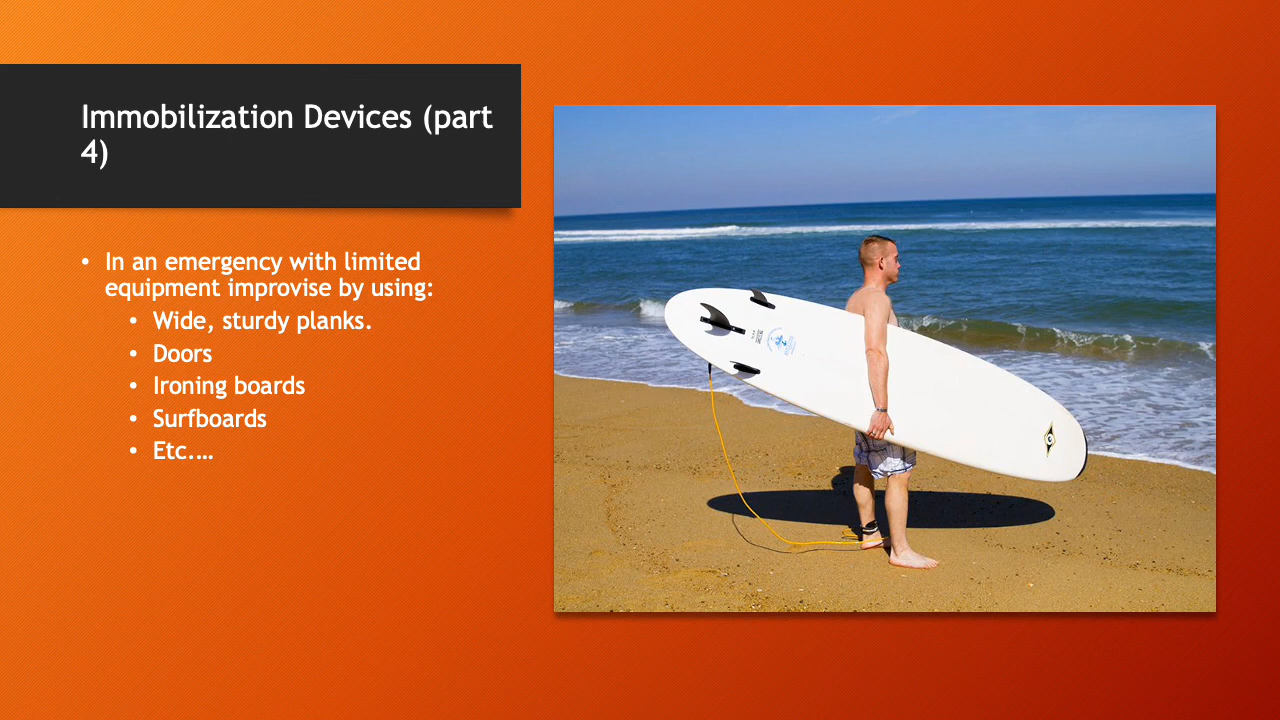 Immobilization Devices (part
4)
• In an emergency with limited
equipment improvise by using:
• Wide, sturdy planks.
• Doors
• Ironing boards
• Surfboards
• Etc.…